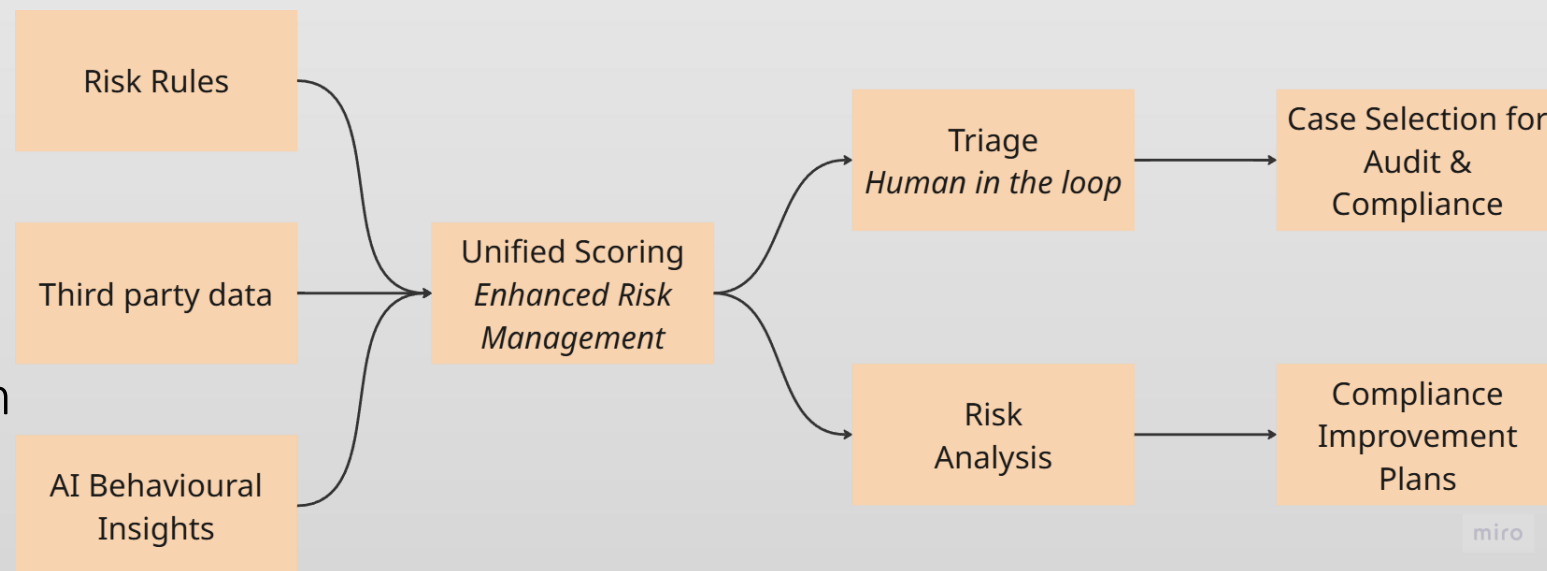 Risk Rules
Third party data
n
AI Behavioural
Insights
Unified Scoring
Enhanced Risk
Management
Triage
Human in the loop
Case Selection for
Audit &
Compliance
Risk
Analysis
Compliance
Improvement
Plans
miro